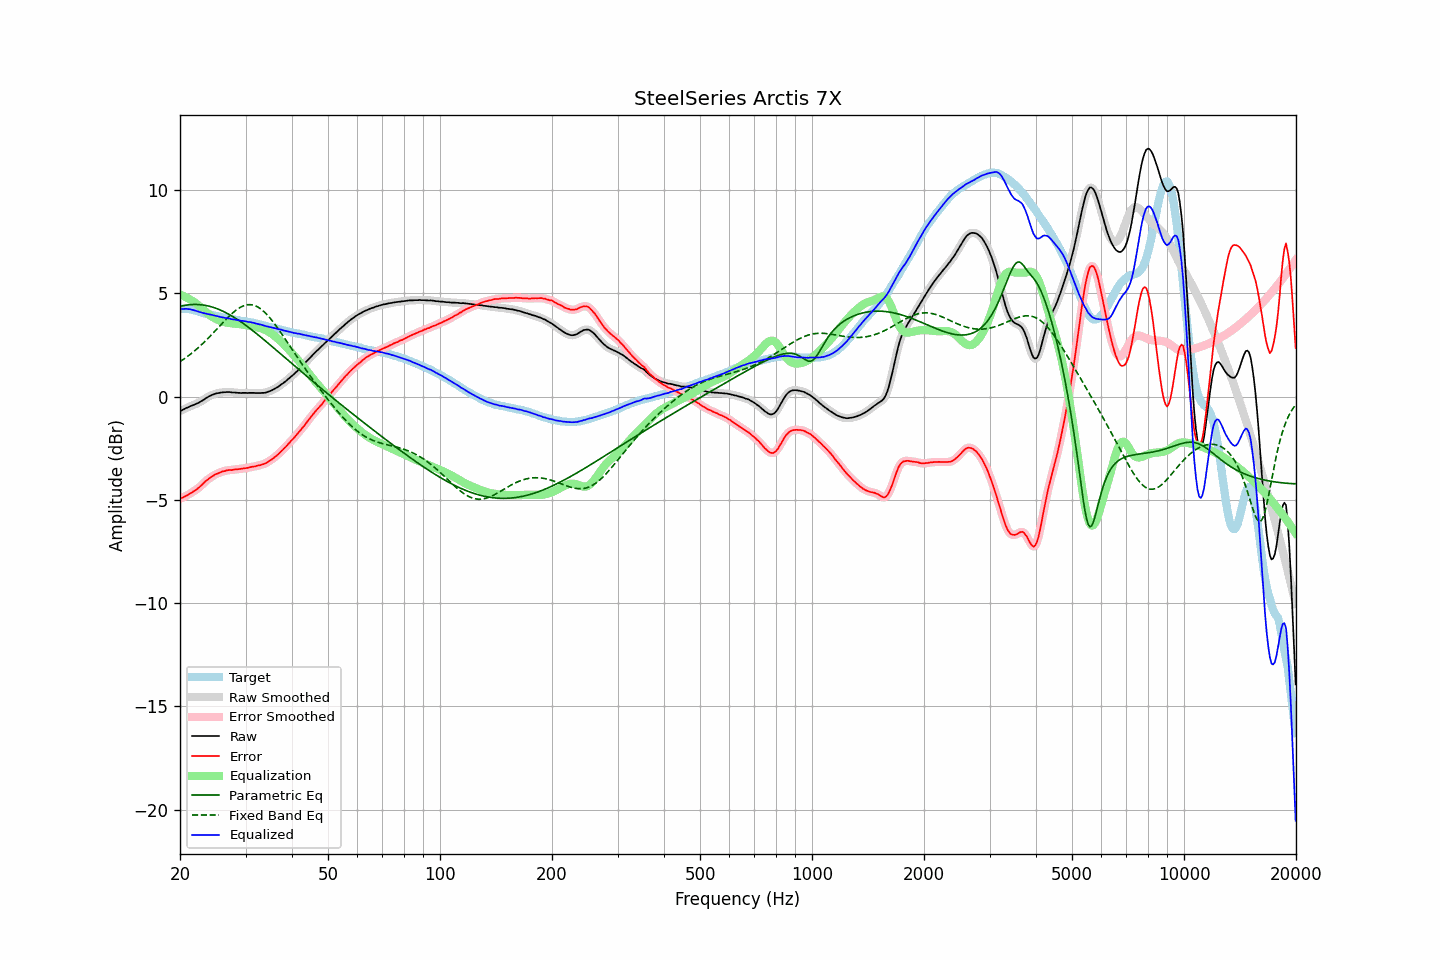 SteelSeries Arctis 7X
Amplitude (dBr)
10
5
0
−5
−10
−15
−20
Target
Raw Smoothed
Error Smoothed
Raw
Error
Equalization
Parametric Eq
Fixed Band Eq
Equalized
20
50
100
200
500
1000
2000
5000
10000
20000
Frequency (Hz)